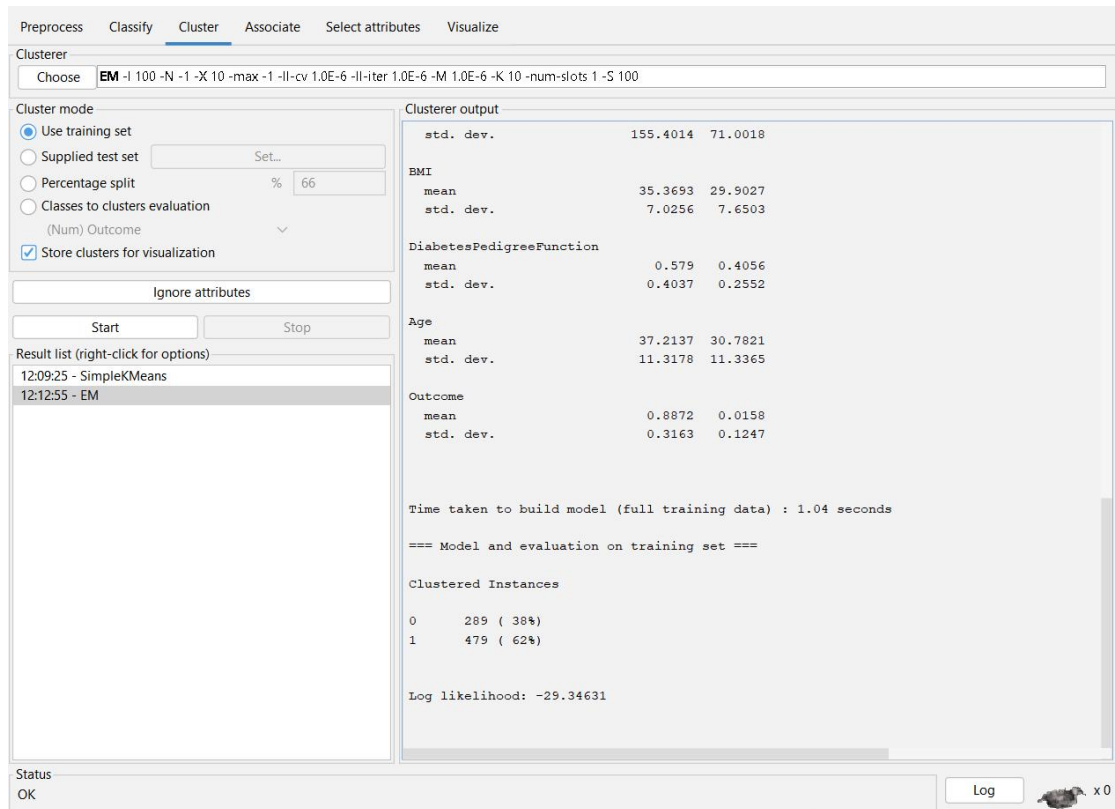 Preprocess Classify Cluster Associate Select attributes Visualize
Clusterer
Choose EM -I 100 -N -1 -X 10 -max -1 -ll-cv 1.0E-6 -ll-iter 1.0E-6 -M 1.0E-6 -K 10 -num-slots 1 -S 100
Cluster mode
Use training set
Supplied test set Set...
Percentage split % 66
Classes to clusters evaluation
(Num) Outcome
Store clusters for visualization
Ignore attributes
Start Stop
Result list (right-click for options)
12:09:25 - SimpleKMeans
12:12:55 - EM
Clusterer output
std. dev. 155.4014 71.0018
BMI
mean 35.3693 29.9027
std. dev. 7.0256 7.6503
DiabetesPedigreeFunction
mean 0.579 0.4056
std. dev. 0.4037 0.2552
Age
mean 37.2137 30.7821
std. dev. 11.3178 11.3365
Outcome
mean 0.8872 0.0158
std. dev. 0.3163 0.1247
Time taken to build model (full training data) : 1.04 seconds
=== Model and evaluation on training set ===
Clustered Instances
0 289 ( 38%)
1 479 ( 62%)
Log likelihood: -29.34631
Status
OK
Log x 0